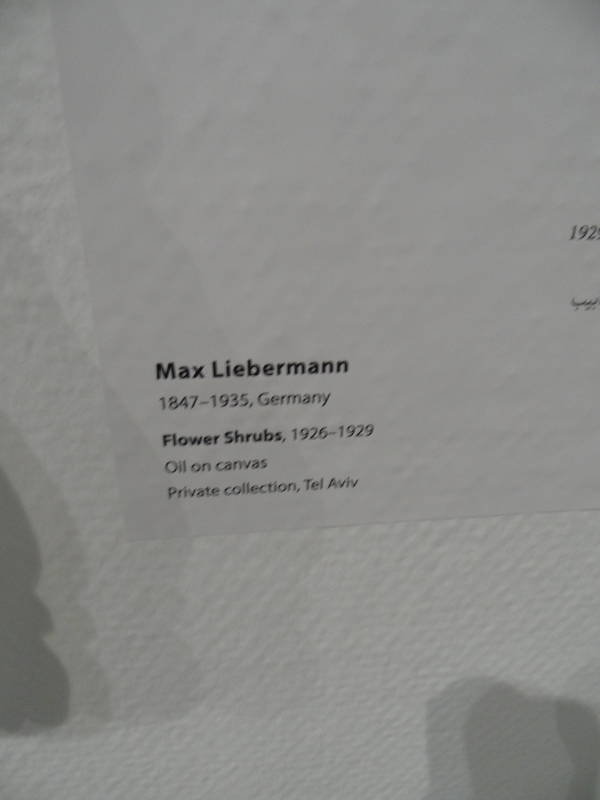 Max Liebermann
1847–1935, Germany
Flower Shrubs, 1926–1929
Oil on canvas
Private collection, Tel Aviv